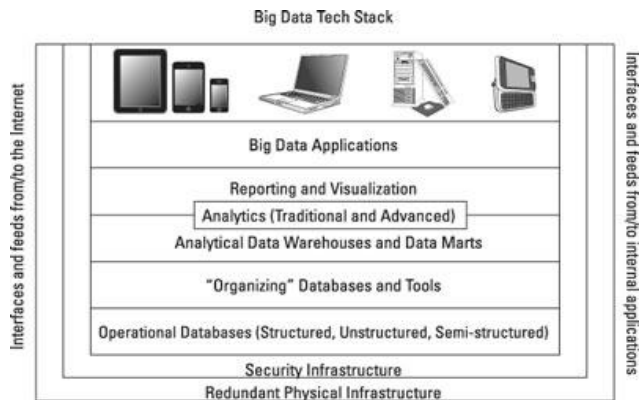 Big Data Tech Stack
Interfaces and feeds from/to the Internet
Interfaces and feeds from/to internal applications
Big Data Applications
Reporting and Visualization
Analytics (Traditional and Advanced)
Analytical Data Warehouses and Data Marts
“Organizing” Databases and Tools
Operational Databases (Structured, Unstructured, Semi-structured)
Security Infrastructure
Redundant Physical Infrastructure